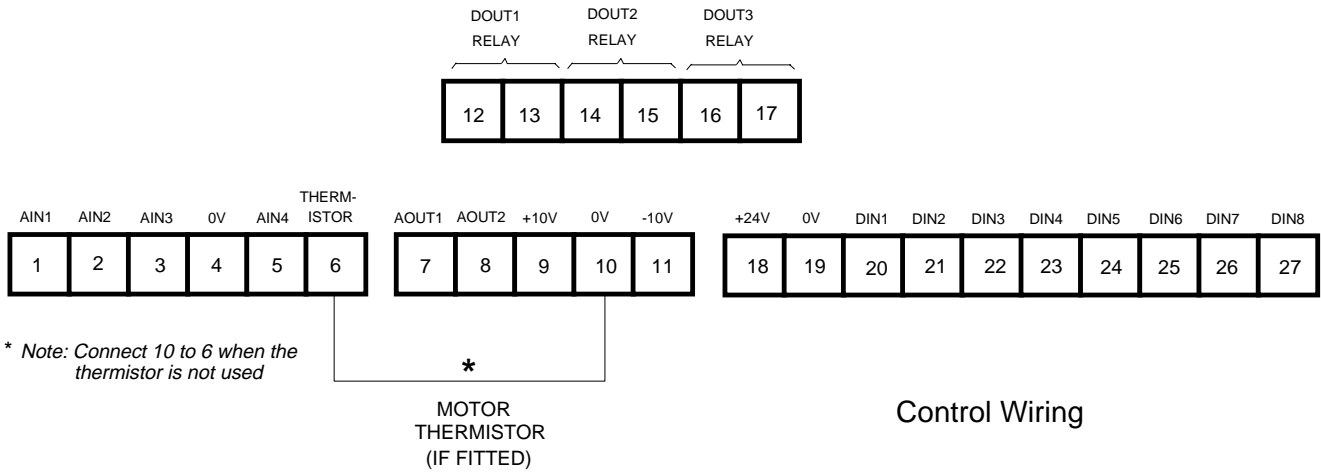 DOUT1 DOUT2 DOUT3
RELAY RELAY RELAY
12 13 14 15 16 17
THERM-
AIN1 AIN2 AIN3 0V AIN4 ISTOR AOUT1 AOUT2 +10V 0V -10V +24V 0V DIN1 DIN2 DIN3 DIN4 DIN5 DIN6 DIN7 DIN8
1 2 3 4 5 6 7 8 9 10 11 18 19 20 21 22 23 24 25 26 27
* Note: Connect 10 to 6 when the
thermistor is not used
*
MOTOR
THERMISTOR
(IF FITTED)
Control Wiring